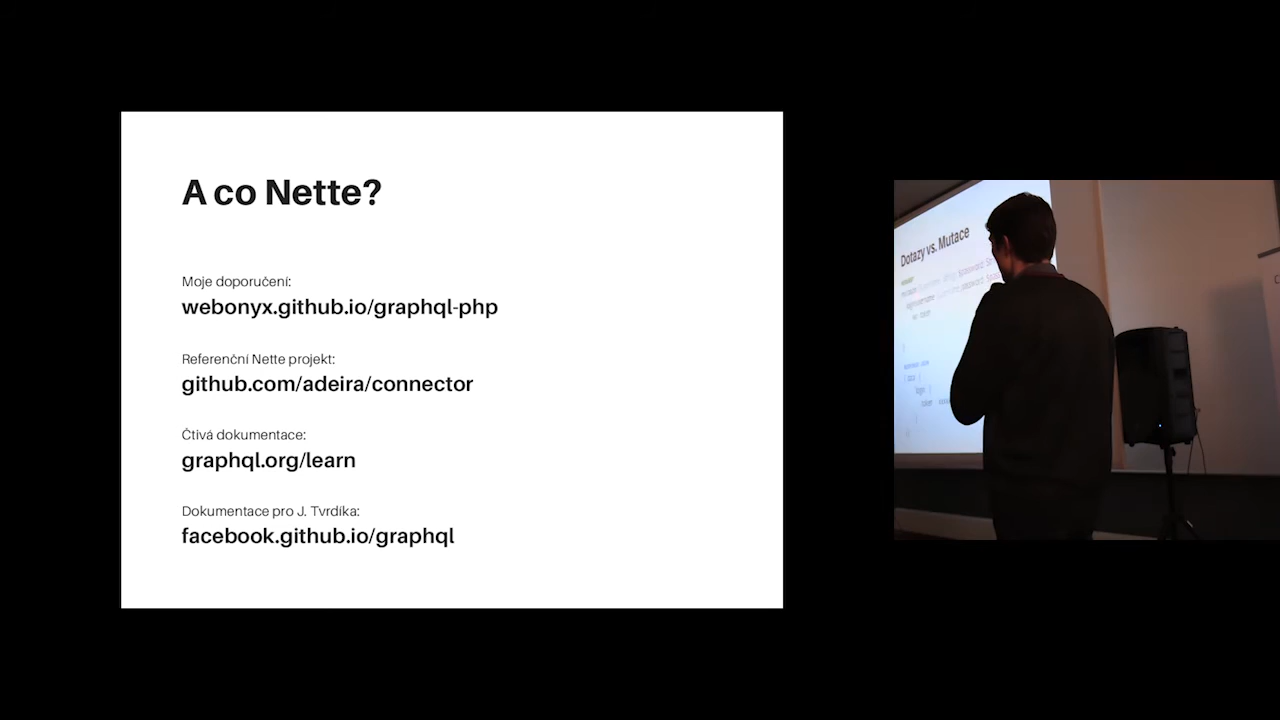 A co Nette?
Moje doporučení:
webonyx.github.io/graphql-php
Referenční Nette projekt:
github.com/adeira/connector
Čtivá dokumentace:
graphql.org/learn
Dokumentace pro J. Tvrdíka:
facebook.github.io/graphql
Dotazy vs. Mutace